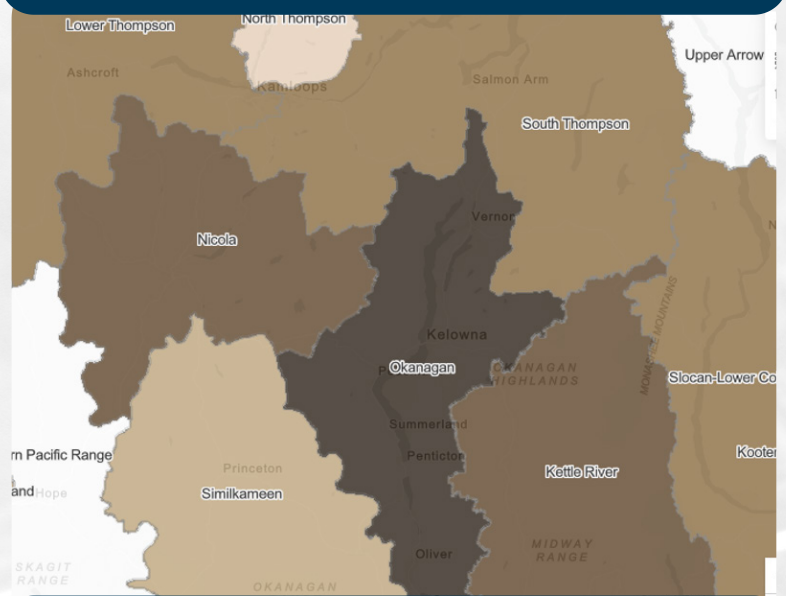 Lower Thompson
North Thompson
Upper Arrow
Ashcroft
Kamloops
Salmon Arm
South Thompson
Vernon
Nicola
Kelowna
Okanagan
OKANAGAN
HIGHLANDS
MONASHEE MOUNTAINS
Slocan-Lower Co
Summerland
Penticton
rn Pacific Range
Kooten
Princeton
Similkameen
Kettle River
and
Hope
MIDWAY
RANGE
Oliver
SKAGIT
RANGE
OKANAGAN